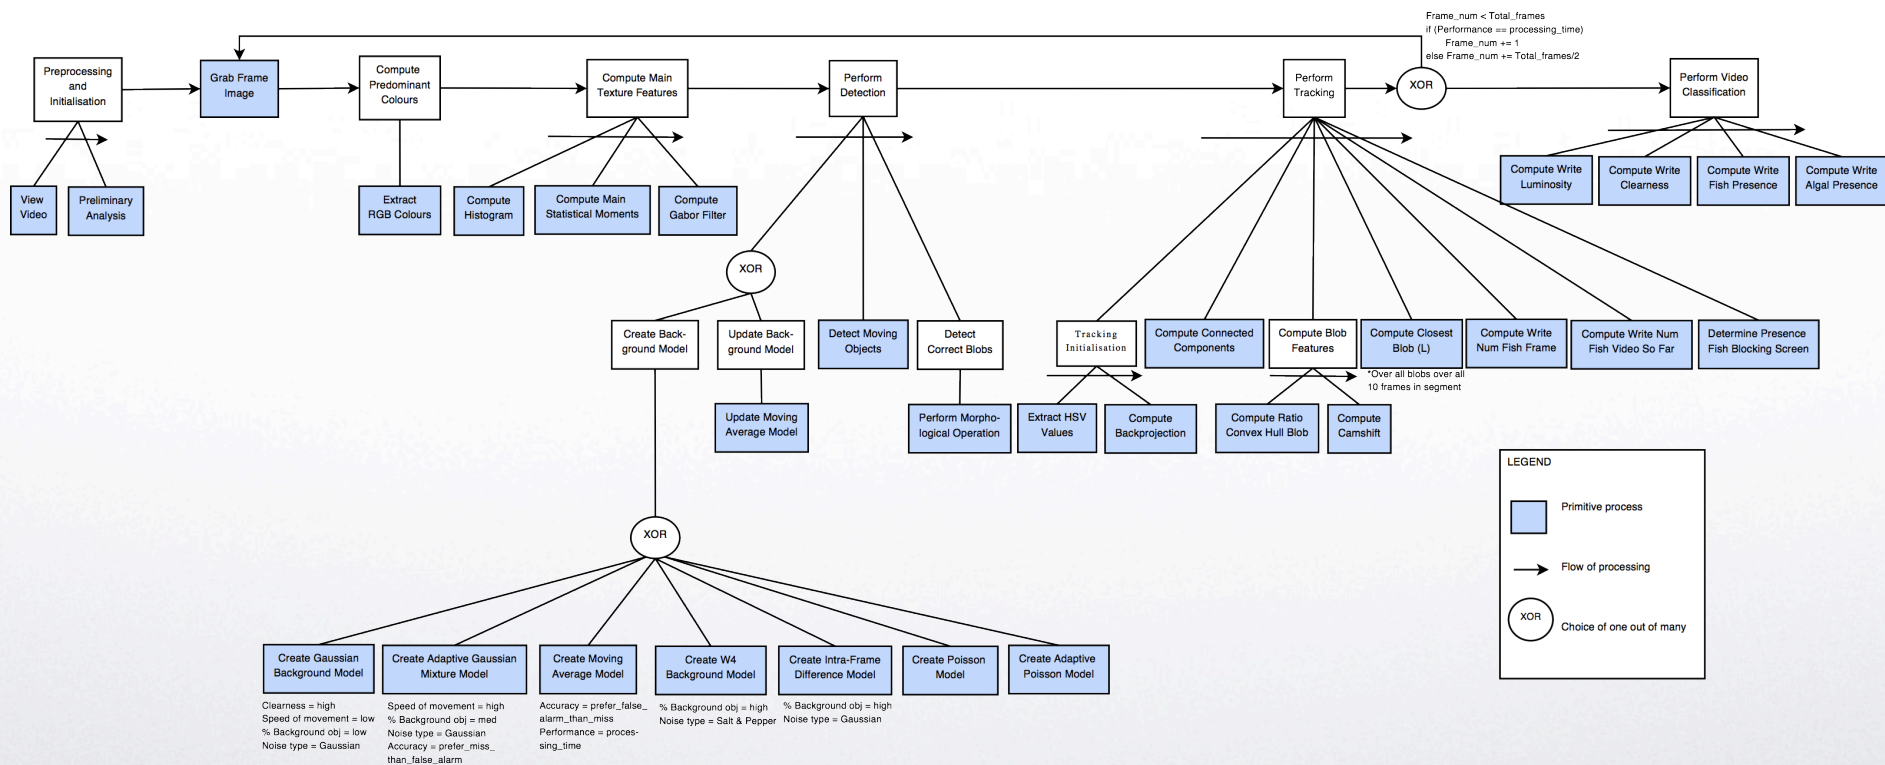 Frame_num < Total_frames
if (Performance == processing_time)
Frame_num += 1
else Frame_num += Total_frames/2
Preprocessing
and
Initialisation
Grab Frame
Image
Compute
Predominant
Colours
Compute Main
Texture Features
Perform
Detection
Perform
Tracking
XOR
Perform Video
Classification
View
Video
Preliminary
Analysis
Extract
RGB Colours
Compute
Histogram
Compute Main
Statistical Moments
Compute
Gabor Filter
Compute Write
Luminosity
Compute Write
Clearness
Compute Write
Fish Presence
Compute Write
Algal Presence
XOR
Create Back-
ground Model
Update Back-
ground Model
Detect Moving
Objects
Detect
Correct Blobs
Tracking
Initialisation
Compute Connected
Components
Compute Blob
Features
Compute Closest
Blob (L)
*Over all blobs over all
10 frames in segment
Compute Write
Num Fish Frame
Compute Write Num
Fish Video So Far
Determine Presence
Fish Blocking Screen
Update Moving
Average Model
Perform Morpho-
logical Operation
Extract HSV
Values
Compute
Backprojection
Compute Ratio
Convex Hull Blob
Compute
Camshift
LEGEND
Primitive process
Flow of processing
XOR
Choice of one out of many
XOR
Create Gaussian
Background Model
Clearness = high
Speed of movement = low
% Background obj = low
Noise type = Gaussian
Create Adaptive Gaussian
Mixture Model
Speed of movement = high
% Background obj = med
Noise type = Gaussian
Accuracy = prefer_miss_
than_false_alarm
Create Moving
Average Model
Accuracy = prefer_false_
alarm_than_miss
Performance = proces-
sing_time
Create W4
Background Model
% Background obj = high
Noise type = Salt & Pepper
Create Intra-Frame
Difference Model
% Background obj = high
Noise type = Gaussian
Create Poisson
Model
Create Adaptive
Poisson Model